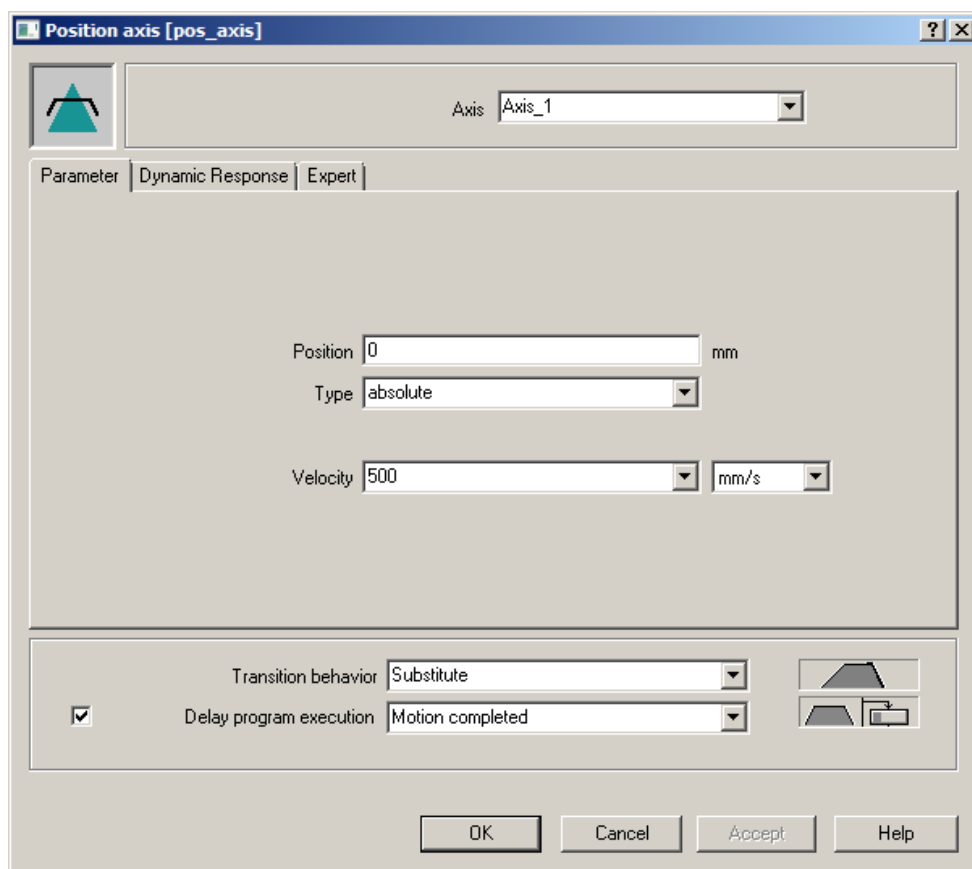 Position axis [pos_axis]
Axis Axis_1
Parameter Dynamic Response Expert
Position 0 mm
Type absolute
Velocity 500 mm/s
Transition behavior Substitute
Delay program execution Motion completed
OK Cancel Accept Help